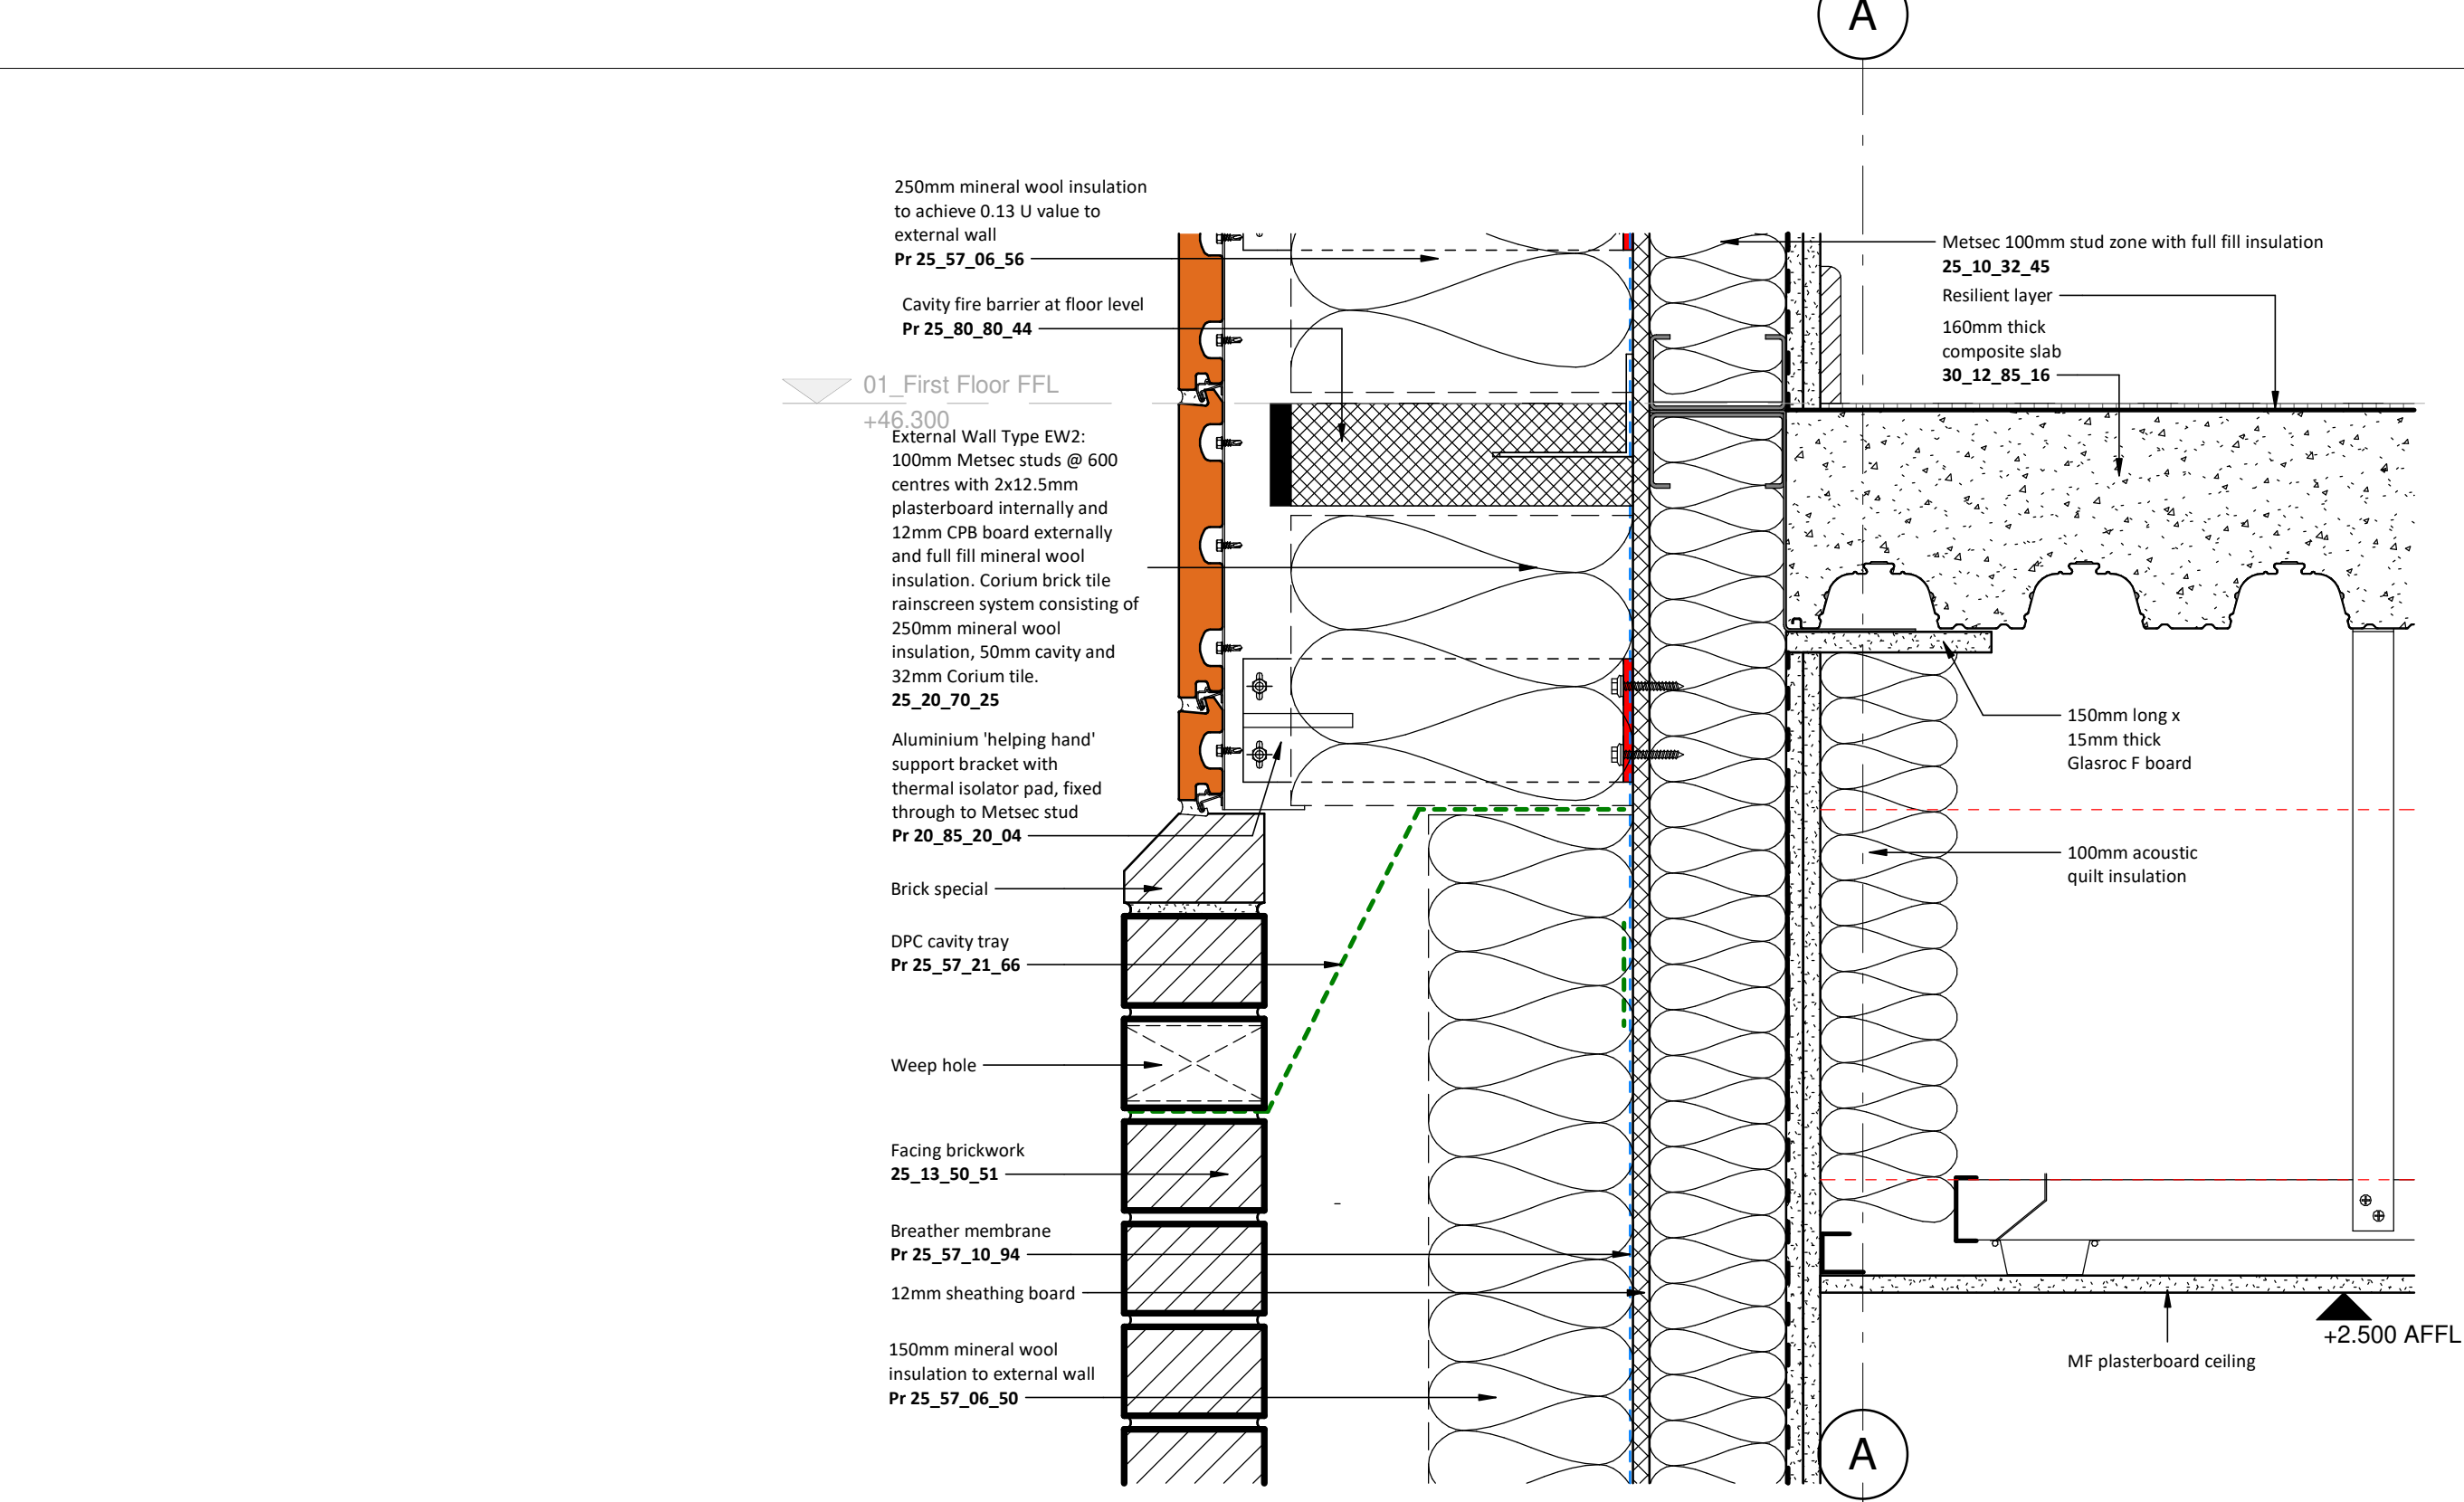 A
250mm mineral wool insulation
to achieve 0.13 U value to
external wall
Pr 25_57_06_56
Cavity fire barrier at floor level
Pr 25_80_80_44
01_First Floor FFL
+46.300
External Wall Type EW2:
100mm Metsec studs @ 600
centres with 2x12.5mm
plasterboard internally and
12mm CPB board externally
and full fill mineral wool
insulation. Corium brick tile
rainscreen system consisting of
250mm mineral wool
insulation, 50mm cavity and
32mm Corium tile.
25_20_70_25
Aluminium 'helping hand'
support bracket with
thermal isolator pad, fixed
through to Metsec stud
Pr 20_85_20_04
Brick special
DPC cavity tray
Pr 25_57_21_66
Weep hole
Facing brickwork
25_13_50_51
Breather membrane
Pr 25_57_10_94
12mm sheathing board
150mm mineral wool
insulation to external wall
Pr 25_57_06_50
Metsec 100mm stud zone with full fill insulation
25_10_32_45
Resilient layer
160mm thick
composite slab
30_12_85_16
150mm long x
15mm thick
Glasroc F board
100mm acoustic
quilt insulation
+2.500 AFFL
MF plasterboard ceiling
A